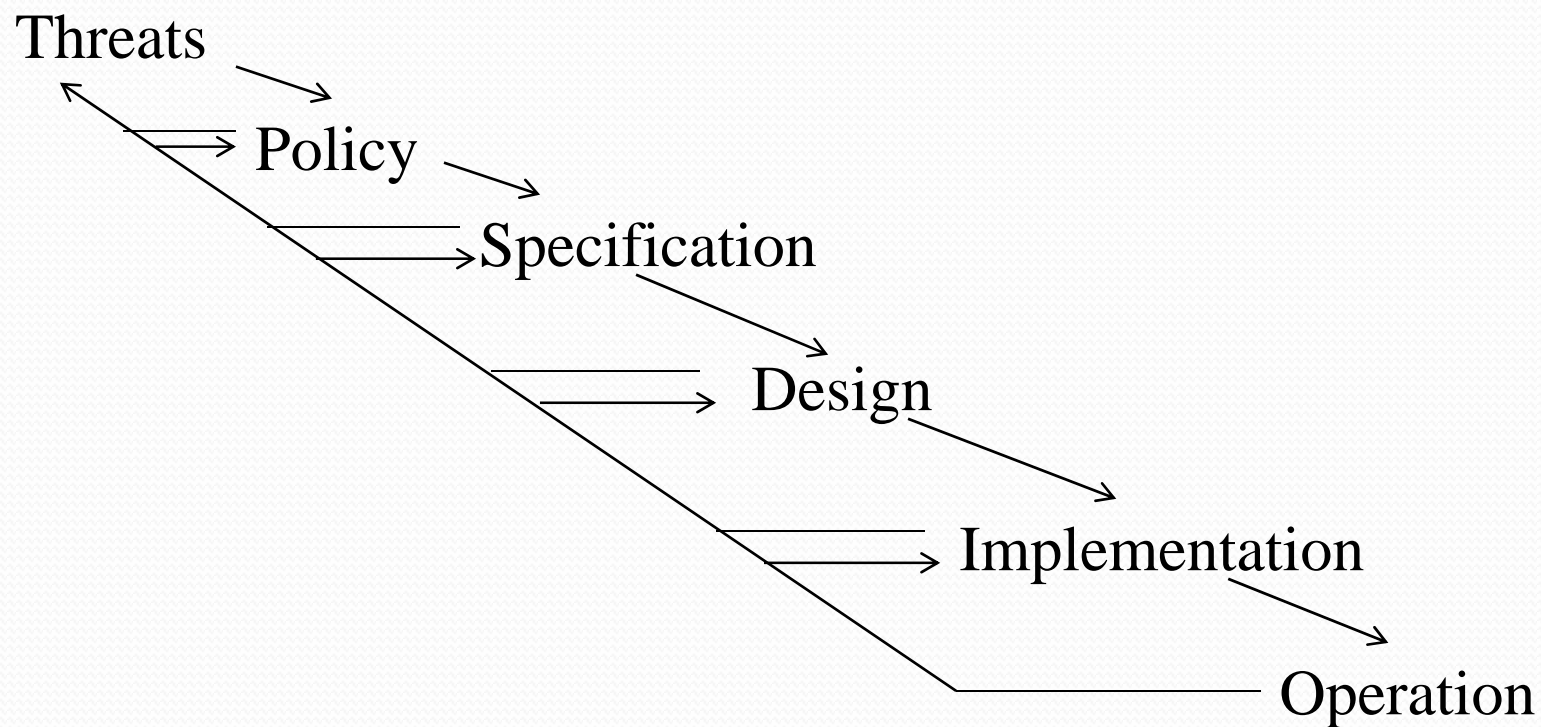 Threats
Policy
Specification
Design
Implementation
Operation